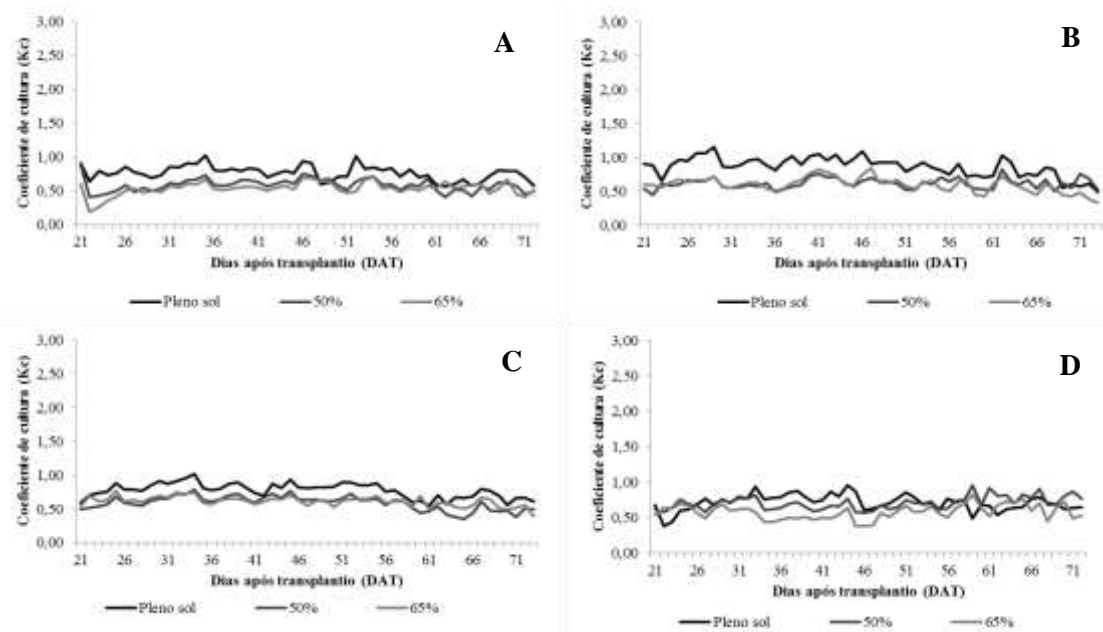 A
Coeficiente de cultura (Kc)
3,00
2,50
2,00
1,50
1,00
0,50
0,00
21 26 31 36 41 46 51 56 61 66 71
Dias após transplantio (DAT)
Pleno sol 50% 65%
B
Coeficiente de cultura (Kc)
3,00
2,50
2,00
1,50
1,00
0,50
0,00
21 26 31 36 41 46 51 56 61 66 71
Dias após transplantio (DAT)
Pleno sol 50% 65%
C
Coeficiente de cultura (Kc)
3,00
2,50
2,00
1,50
1,00
0,50
0,00
21 26 31 36 41 46 51 56 61 66 71
Dias após transplantio (DAT)
Pleno sol 50% 65%
D
Coeficiente de cultura (Kc)
3,00
2,50
2,00
1,50
1,00
0,50
0,00
21 26 31 36 41 46 51 56 61 66 71
Dias após transplantio (DAT)
Pleno sol 50% 65%